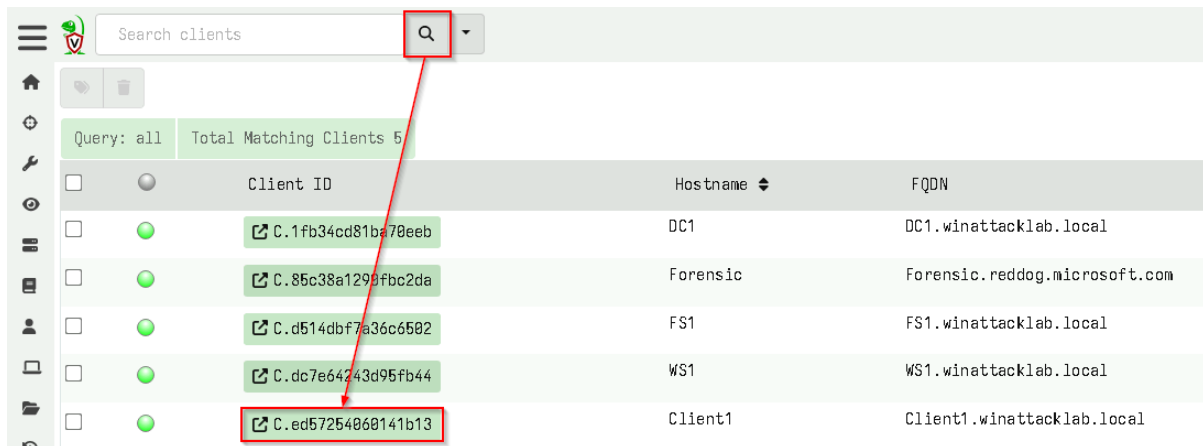 Search clients
Query: all Total Matching Clients 5
Client ID Hostname FQDN
C.1fb34cd81ba70eeb DC1 DC1.winattacklab.local
C.85c38a1290fbc2da Forensic Forensic.reddog.microsoft.com
C.d514dbf7a36c6502 FS1 FS1.winattacklab.local
C.dc7e64243d95fb44 WS1 WS1.winattacklab.local
C.ed57254060141b13 Client1 Client1.winattacklab.local